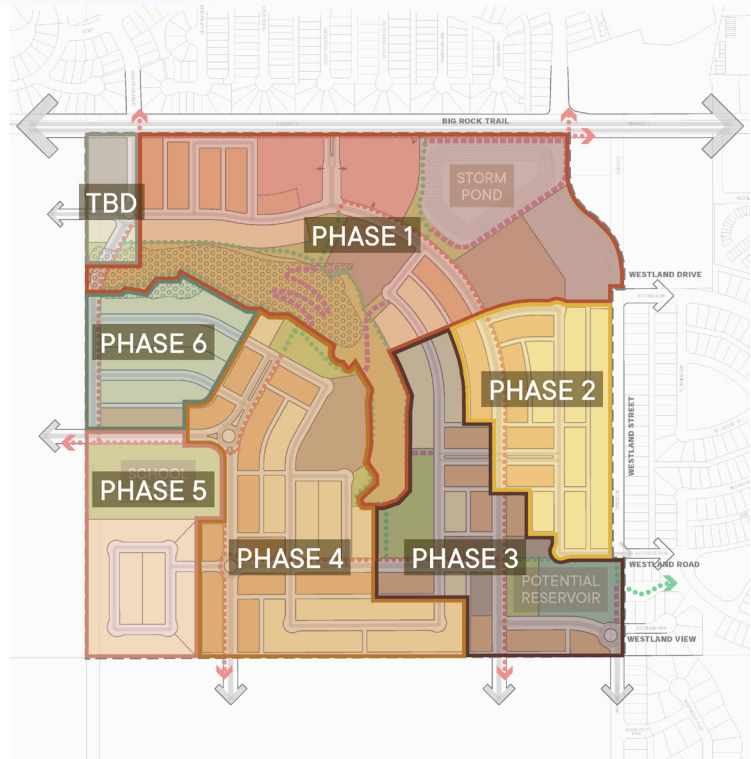 BIG ROCK TRAIL
STORM
POND
TBD
PHASE 1
WESTLAND DRIVE
PHASE 6
PHASE 2
WESTLAND STREET
SCHOOL
PHASE 5
PHASE 4
PHASE 3
WESTLAND ROAD
POTENTIAL
RESERVOIR
WESTLAND VIEW